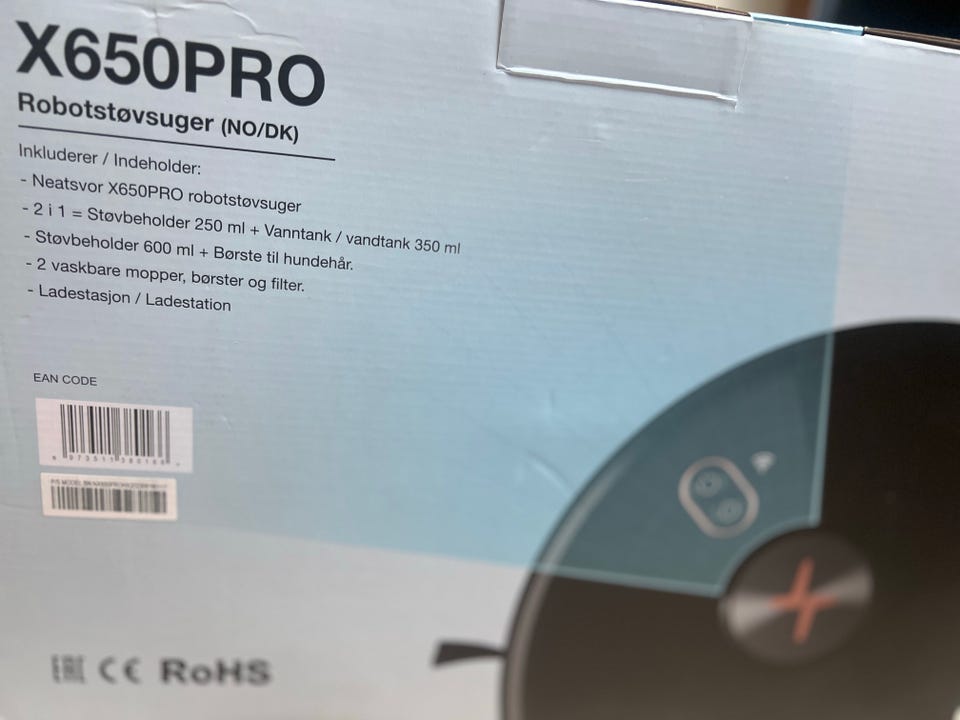 X650PRO
Robotstøvsuger (NO/DK)
Inkluderer / Indeholder:
- Neatsvor X650PRO robotstøvsuger
- 2 i 1 = Støvbeholder 250 ml + Vanntank / vandtank 350 ml
- Støvbeholder 600 ml + Børste til hundehår.
- 2 vaskbare mopper, børster og filter.
- Ladestasjon / Ladestation
EAN CODE
EAC CE RoHS